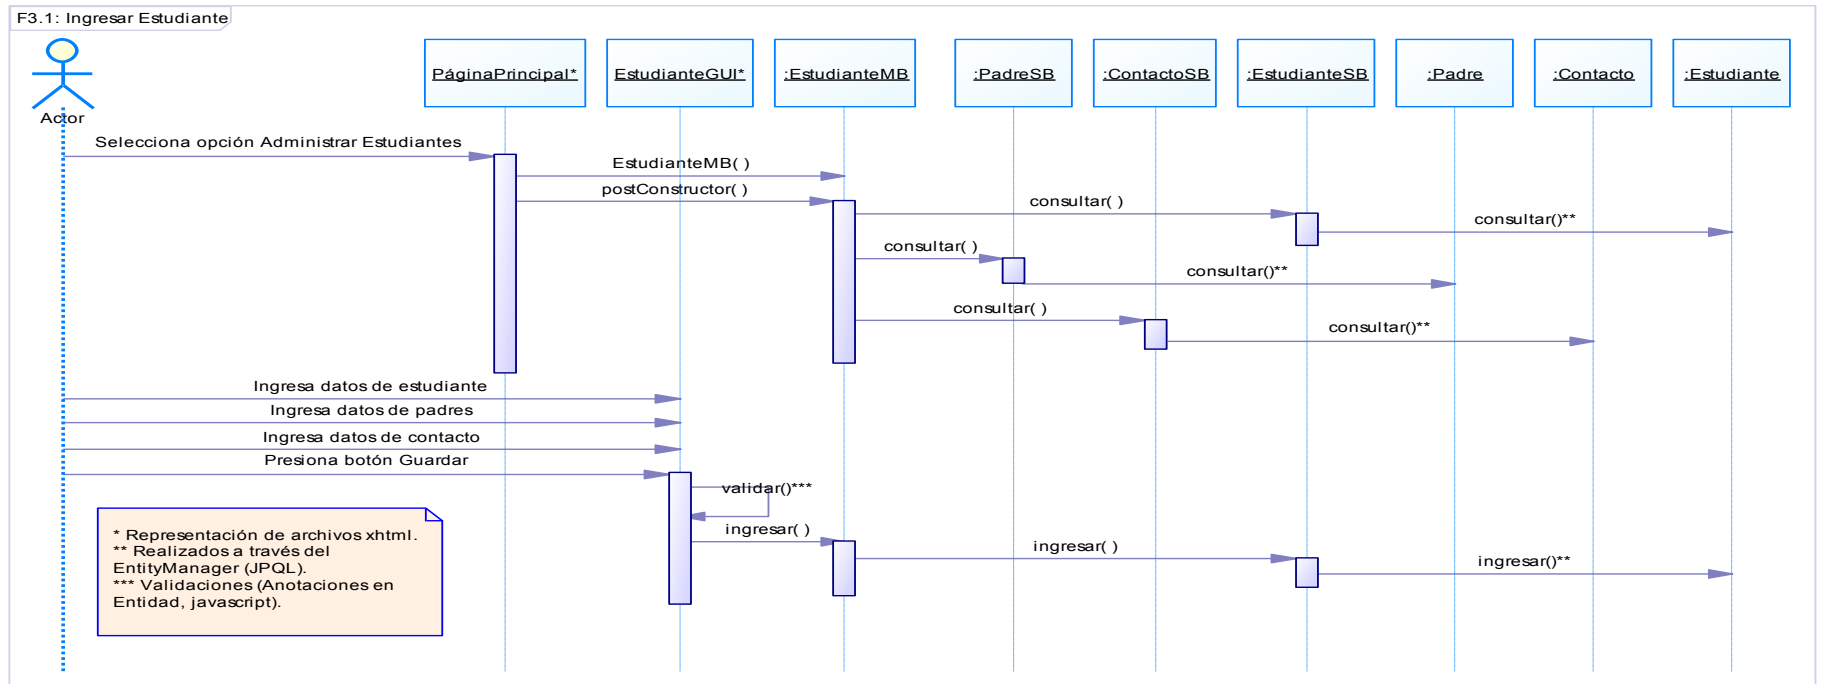 F3.1: Ingresar Estudiante
Actor
PáginaPrincipal*
EstudianteGUI*
:EstudianteMB
:PadreSB
:ContactoSB
:EstudianteSB
:Padre
:Contacto
:Estudiante
Selecciona opción Administrar Estudiantes
EstudianteMB( )
postConstructor( )
consultar( )
consultar()**
consultar( )
consultar()**
consultar( )
consultar()**
Ingresa datos de estudiante
Ingresa datos de padres
Ingresa datos de contacto
Presiona botón Guardar
validar()***
ingresar( )
ingresar( )
ingresar()**
* Representación de archivos xhtml.
** Realizados a través del
EntityManager (JPQL).
*** Validaciones (Anotaciones en
Entidad, javascript).